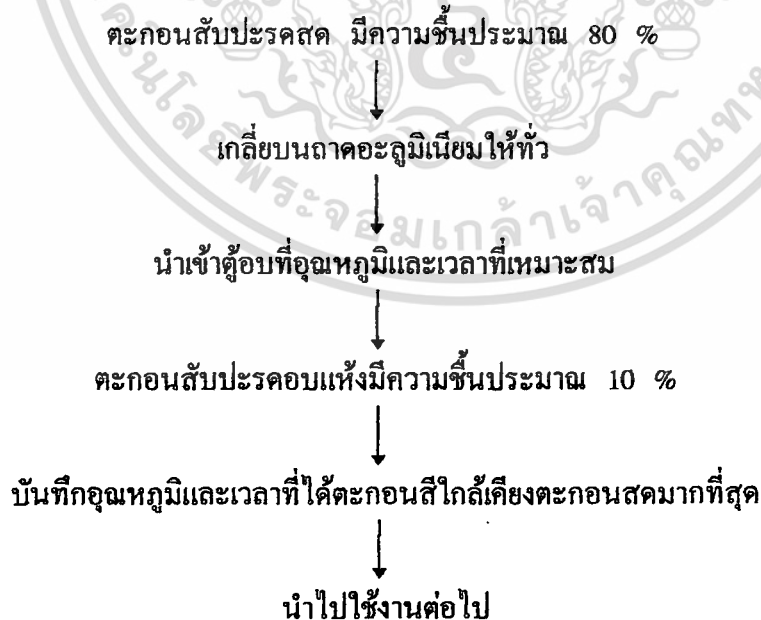 ตะกอนสับปะรดสด มีความชื้นประมาณ 80 %
เกลี่ยบนถาดอะลูมิเนียมให้ทั่ว
นำเข้าตู้อบที่อุณหภูมิและเวลาที่เหมาะสม
ตะกอนสับปะรดอบแห้งมีความชื้นประมาณ 10 %
บันทึกอุณหภูมิและเวลาที่ได้ตะกอนสีใกล้เคียงตะกอนสดมากที่สุด
นำไปใช้งานต่อไป